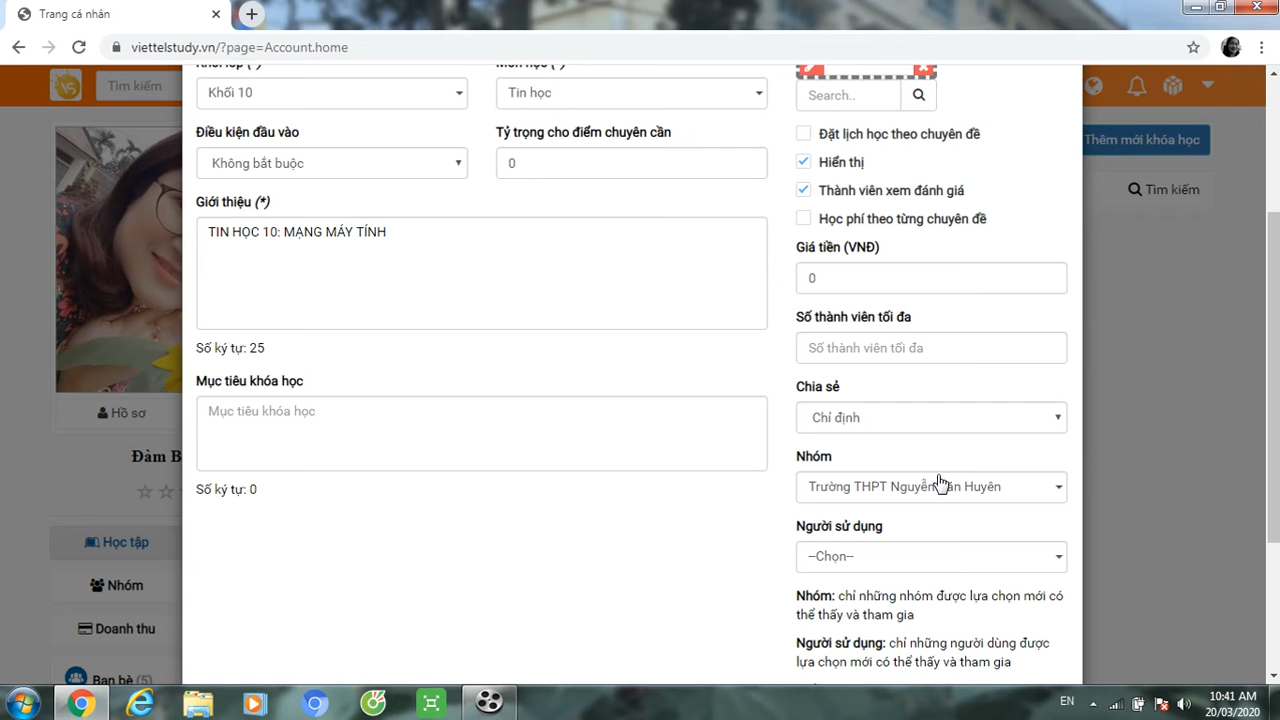 Trang cá nhân
viettelstudy.vn/?page=Account.home
Tìm kiếm
Khối 10
Tin học
Search..
Điều kiện đầu vào
Tỷ trọng cho điểm chuyên cần
Đặt lịch học theo chuyên đề
Thêm mới khóa học
Không bắt buộc
0
Hiển thị
Giới thiệu (*)
Thành viên xem đánh giá
Tìm kiếm
TIN HỌC 10: MẠNG MÁY TÍNH
Học phí theo từng chuyên đề
Giá tiền (VNĐ)
0
Số thành viên tối đa
Số ký tự: 25
Số thành viên tối đa
Mục tiêu khóa học
Chia sẻ
Mục tiêu khóa học
Chỉ định
Hồ sơ
Đàm B
Nhóm
Số ký tự: 0
Trường THPT Nguyễn Văn Huyên
Người sử dụng
Học tập
--Chọn--
Nhóm
Nhóm: chỉ những nhóm được lựa chọn mới có
thể thấy và tham gia
Doanh thu
Người sử dụng: chỉ những người dùng được
lựa chọn mới có thể thấy và tham gia
Bạn bè (5)
EN
10:41 AM
20/03/2020